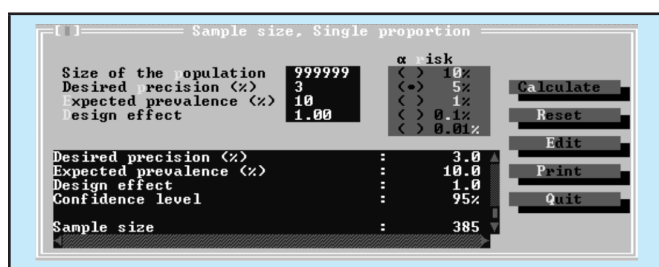 Sample size, Single proportion
α risk
Size of the population 999999
Desired precision (%) 3
Expected prevalence (%) 10
Design effect 1.00
( ) 10%
(•) 5%
( ) 1%
( ) 0.1%
( ) 0.01%
Calculate
Reset
Edit
Print
Quit
Desired precision (%) : 3.0
Expected prevalence (%) : 10.0
Design effect : 1.0
Confidence level : 95%
Sample size : 385